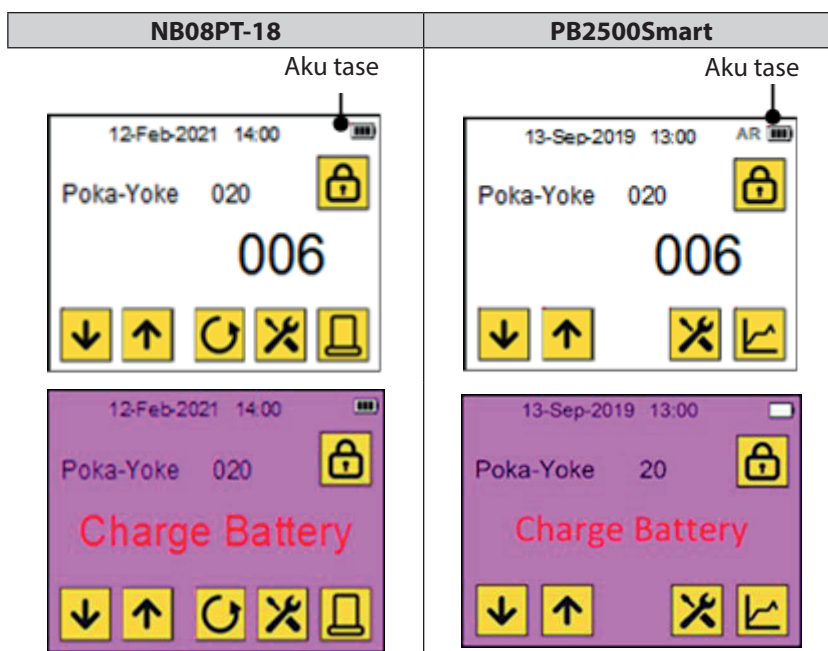 NB08PT-18
PB2500Smart
Aku tase
12-Feb-2021 14:00
Poka-Yoke 020
006
Aku tase
13-Sep-2019 13:00 AR
Poka-Yoke 020
006
12-Feb-2021 14:00
Poka-Yoke 020
Charge Battery
13-Sep-2019 13:00
Poka-Yoke 20
Charge Battery